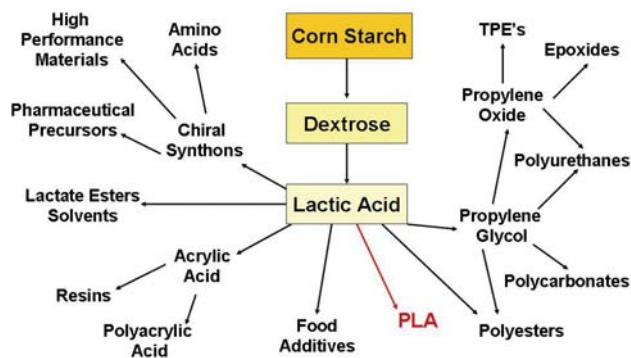 High
Performance
Materials
Amino
Acids
Corn Starch
TPE's
Epoxides
Pharmaceutical
Precursors
Chiral
Synthons
Dextrose
Propylene
Oxide
Polyurethanes
Lactate Esters
Solvents
Lactic Acid
Propylene
Glycol
Acrylic
Acid
Polycarbonates
Resins
Polyacrylic
Acid
Food
Additives
PLA
Polyesters